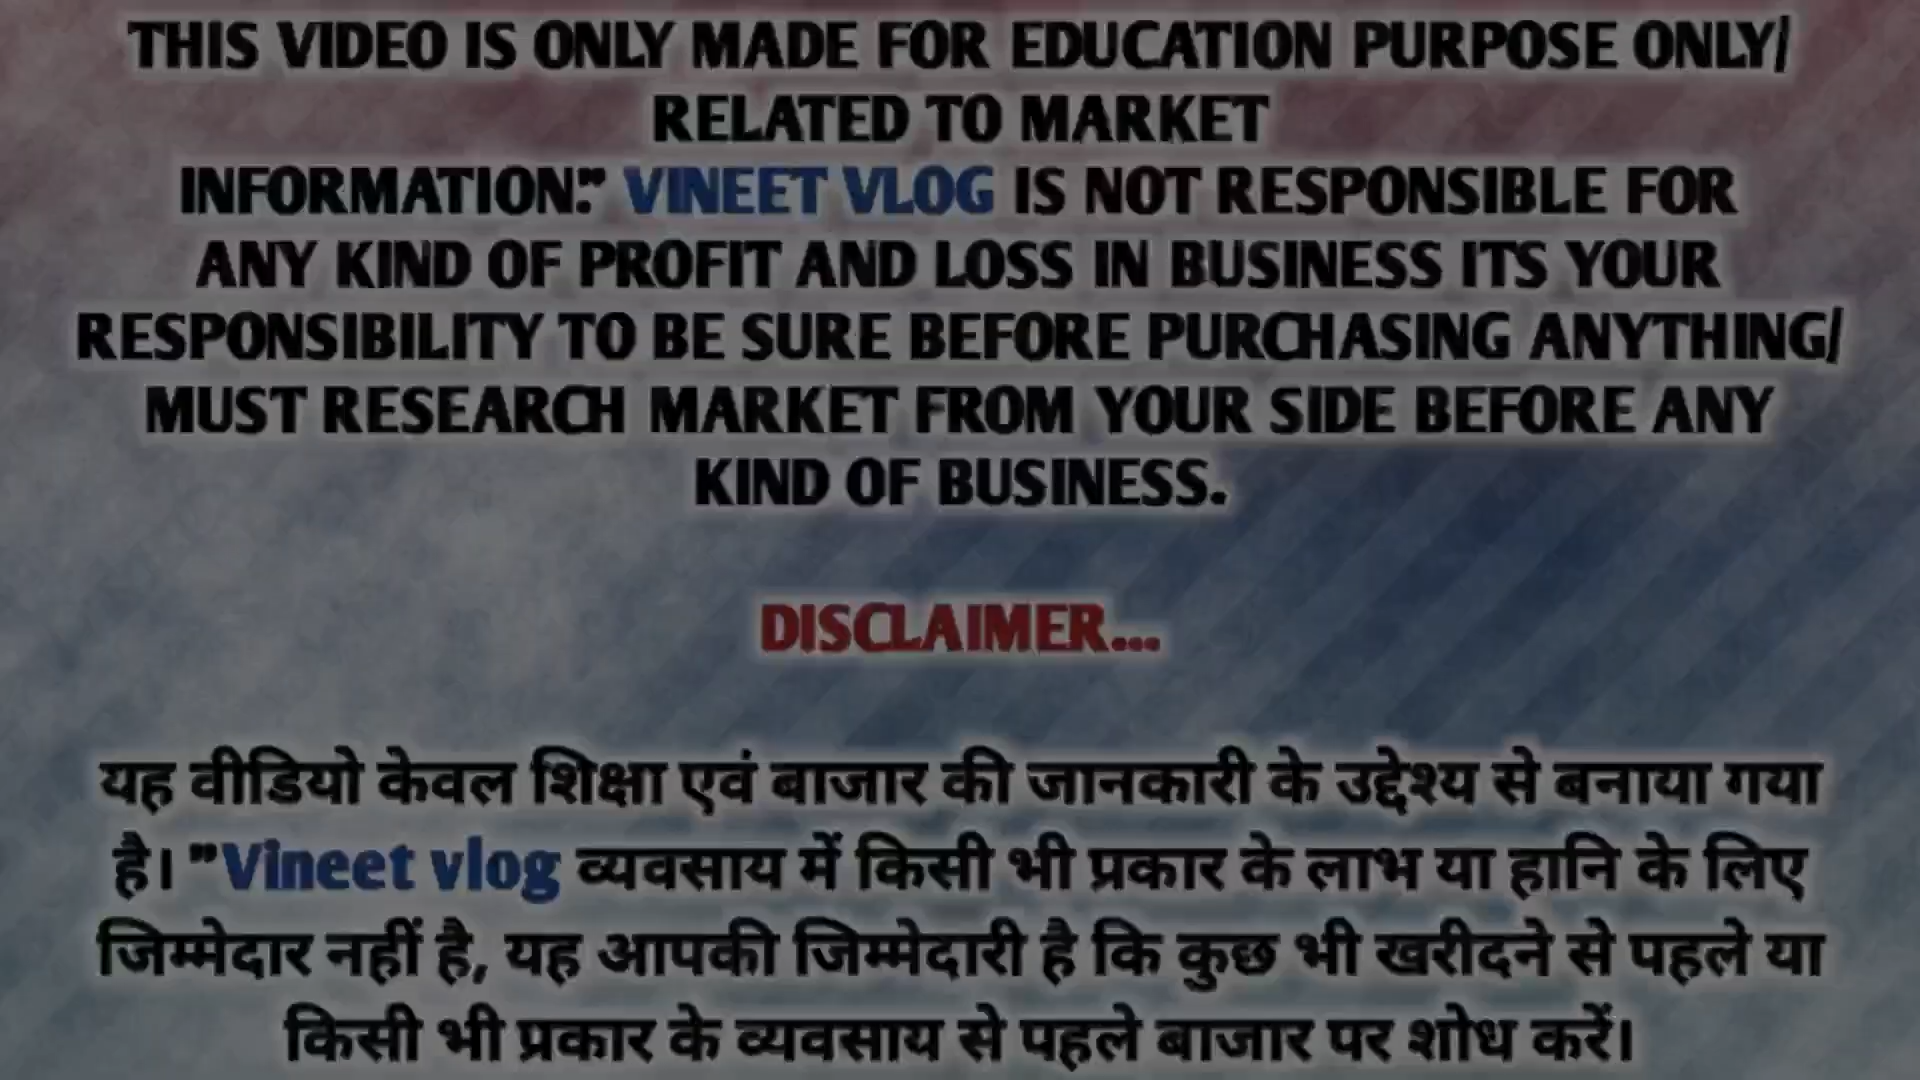 THIS VIDEO IS ONLY MADE FOR EDUCATION PURPOSE ONLY/
RELATED TO MARKET
INFORMATION." VINEET VLOG IS NOT RESPONSIBLE FOR
ANY KIND OF PROFIT AND LOSS IN BUSINESS ITS YOUR
RESPONSIBILITY TO BE SURE BEFORE PURCHASING ANYTHING/
MUST RESEARCH MARKET FROM YOUR SIDE BEFORE ANY
KIND OF BUSINESS.
DISCLAIMER...
यह वीडियो केवल शिक्षा एवं बाजार की जानकारी के उद्देश्य से बनाया गया
है। "Vineet vlog व्यवसाय में किसी भी प्रकार के लाभ या हानि के लिए
जिम्मेदार नहीं है, यह आपकी जिम्मेदारी है कि कुछ भी खरीदने से पहले या
किसी भी प्रकार के व्यवसाय से पहले बाजार पर शोध करें।